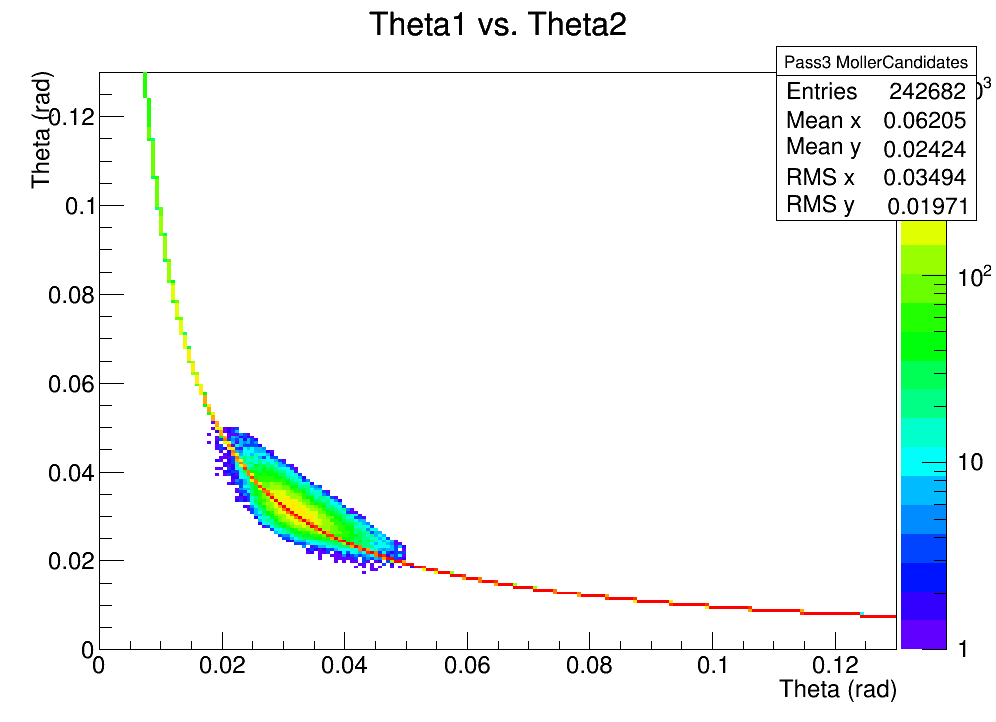 Theta1 vs. Theta2
Pass3 MollerCandidates
Entries 242682
Mean x 0.06205
Mean y 0.02424
RMS x 0.03494
RMS y 0.01971
Theta (rad)
0.12
0.1
0.08
0.06
0.04
0.02
0
0 0.02 0.04 0.06 0.08 0.1 0.12
Theta (rad)
10²
10
1